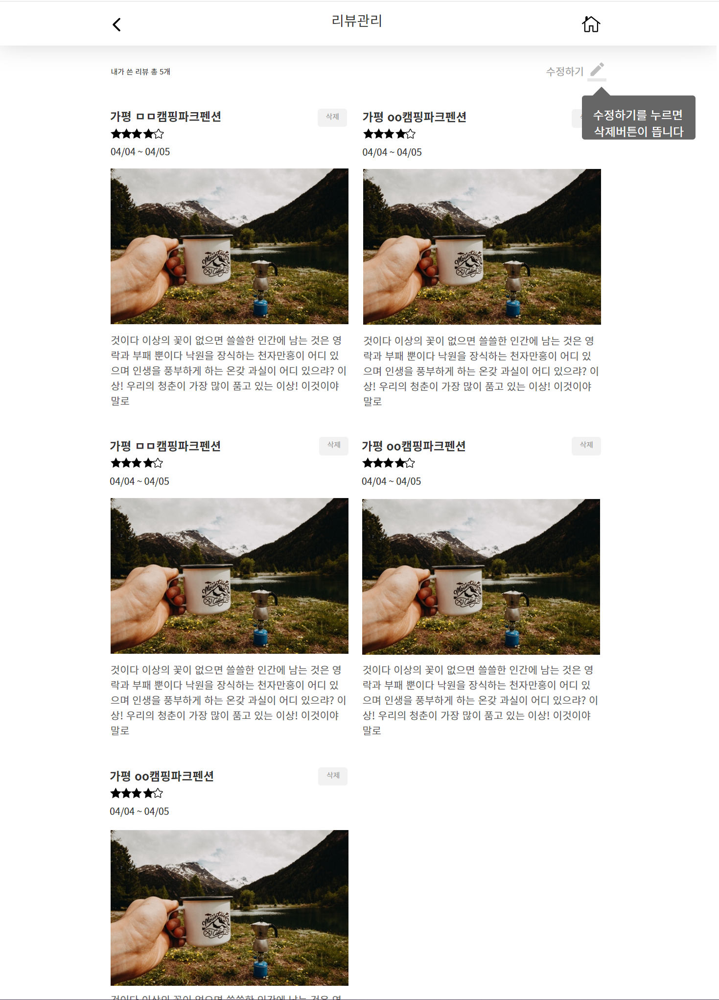 리뷰관리
내가 쓴 리뷰 총 5개
수정하기
수정하기를 누르면
삭제버튼이 뜹니다
가평 ㅁㅁ캠핑파크펜션
삭제
04/04 ~ 04/05
Mountain
Calling
것이다 이상의 꽃이 없으면 쓸쓸한 인간에 남는 것은 영
락과 부패 뿐이다 낙원을 장식하는 천자만홍이 어디 있
으며 인생을 풍부하게 하는 온갖 과실이 어디 있으랴? 이
상! 우리의 청춘이 가장 많이 품고 있는 이상! 이것이야
말로
가평 oo캠핑파크펜션
04/04 ~ 04/05
Mountain
Calling
것이다 이상의 꽃이 없으면 쓸쓸한 인간에 남는 것은 영
락과 부패 뿐이다 낙원을 장식하는 천자만홍이 어디 있
으며 인생을 풍부하게 하는 온갖 과실이 어디 있으랴? 이
상! 우리의 청춘이 가장 많이 품고 있는 이상! 이것이야
말로
가평 ㅁㅁ캠핑파크펜션
삭제
04/04 ~ 04/05
Mountain
Calling
것이다 이상의 꽃이 없으면 쓸쓸한 인간에 남는 것은 영
락과 부패 뿐이다 낙원을 장식하는 천자만홍이 어디 있
으며 인생을 풍부하게 하는 온갖 과실이 어디 있으랴? 이
상! 우리의 청춘이 가장 많이 품고 있는 이상! 이것이야
말로
가평 oo캠핑파크펜션
삭제
04/04 ~ 04/05
Mountain
Calling
것이다 이상의 꽃이 없으면 쓸쓸한 인간에 남는 것은 영
락과 부패 뿐이다 낙원을 장식하는 천자만홍이 어디 있
으며 인생을 풍부하게 하는 온갖 과실이 어디 있으랴? 이
상! 우리의 청춘이 가장 많이 품고 있는 이상! 이것이야
말로
가평 oo캠핑파크펜션
삭제
04/04 ~ 04/05
Mountain
Calling